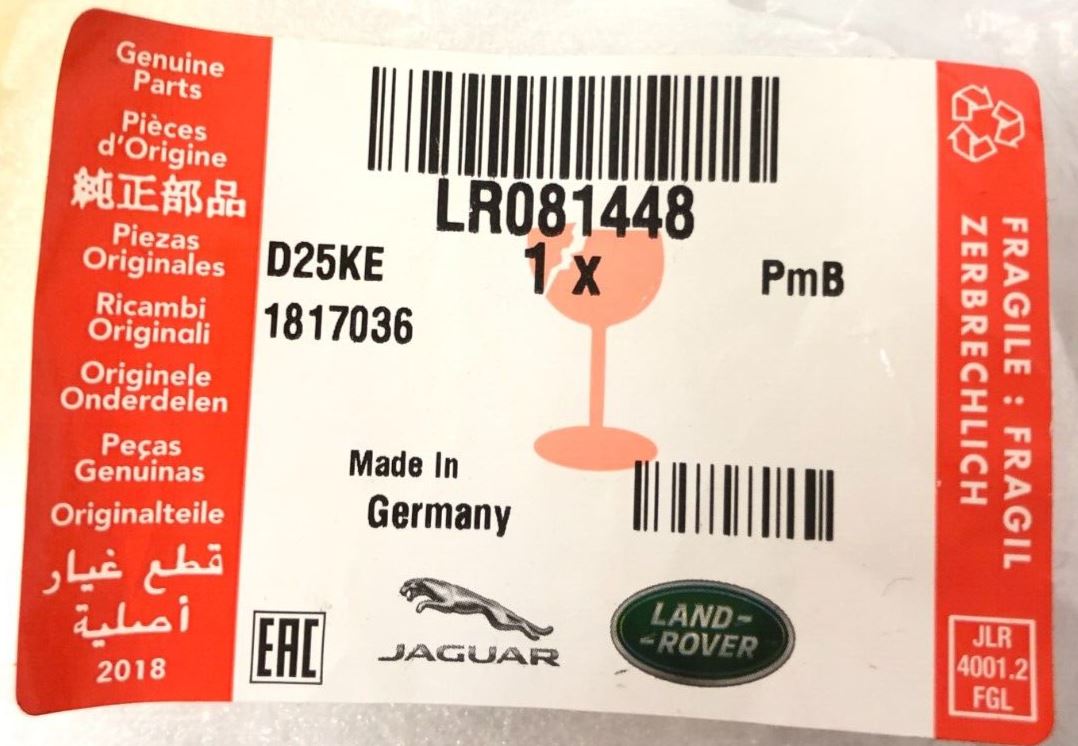 Genuine
Parts
Pièces
d'Origine
純正部品
Piezas
Originales
Ricambi
Originali
Originele
Onderdelen
Peças
Genuinas
Originalteile
قطع غيار
أصلية
2018
LR081448
D25KE
1 x
PmB
1817036
Made In
Germany
EAC
JAGUAR
LAND-
-ROVER
FRAGILE : FRAGIL
ZERBRECHLICH
JLR
4001.2
FGL